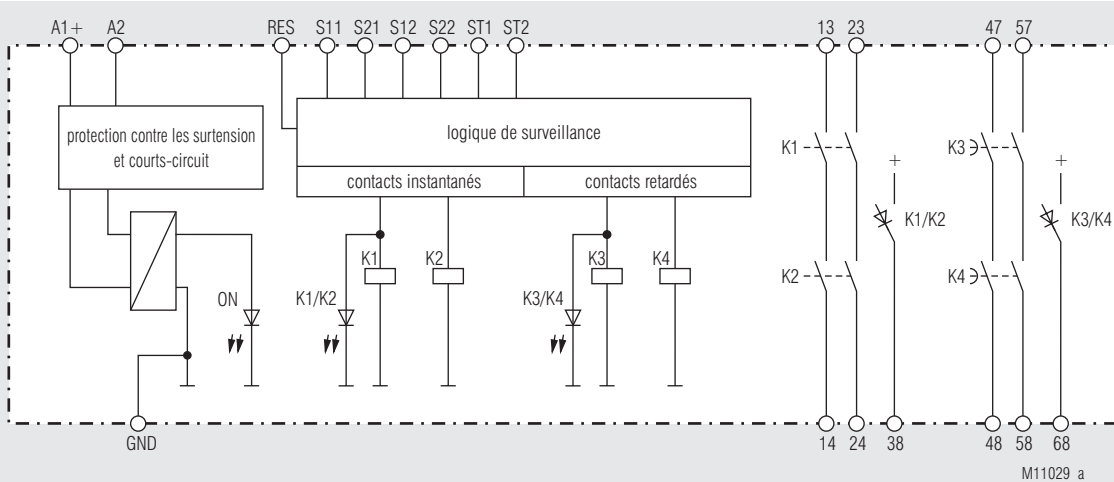 A1+ A2 RES S11 S21 S12 S22 ST1 ST2 13 23 47 57
protection contre les surtension
et courts-circuit
logique de surveillance
contacts instantanés contacts retardés
K1 K3
+ +
K1/K2 K3/K4
K1 K2 K3 K4
K2 K4
ON K1/K2 K3/K4
GND 14 24 38 48 58 68
M11029 a